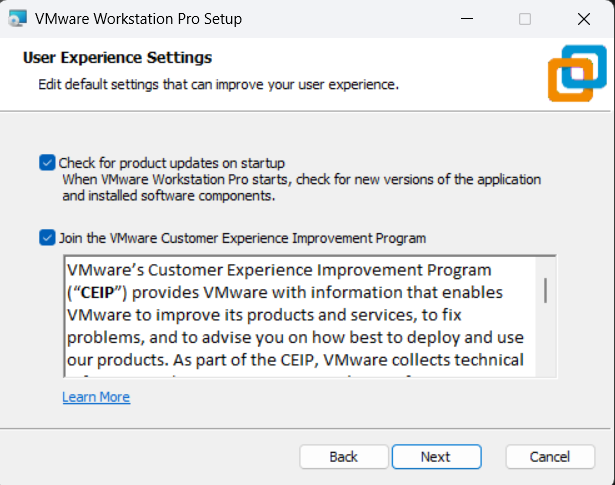 VMware Workstation Pro Setup
User Experience Settings
Edit default settings that can improve your user experience.
Check for product updates on startup
When VMware Workstation Pro starts, check for new versions of the application
and installed software components.
Join the VMware Customer Experience Improvement Program
VMware's Customer Experience Improvement Program
("CEIP") provides VMware with information that enables
VMware to improve its products and services, to fix
problems, and to advise you on how best to deploy and use
our products. As part of the CEIP, VMware collects technical
Learn More
Back
Next
Cancel